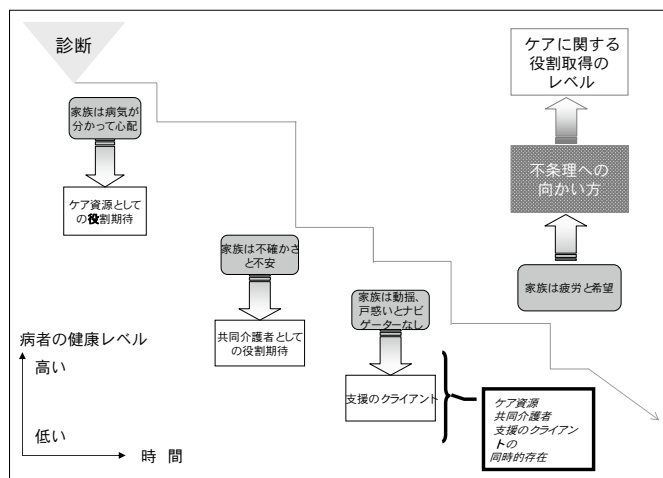 診断
ケアに関する
役割取得の
レベル
家族は病気が
分かって心配
不条理への
向かい方
ケア資源として
の役割期待
家族は不確かさ
と不安
家族は疲労と希望
家族は動揺、
戸惑いとナビ
ゲーターなし
共同介護者とし
ての役割期待
病者の健康レベル
高い
支援のクライアント
ケア資源
共同介護者
支援のクライアン
トの
同時的存在
低い
時 間